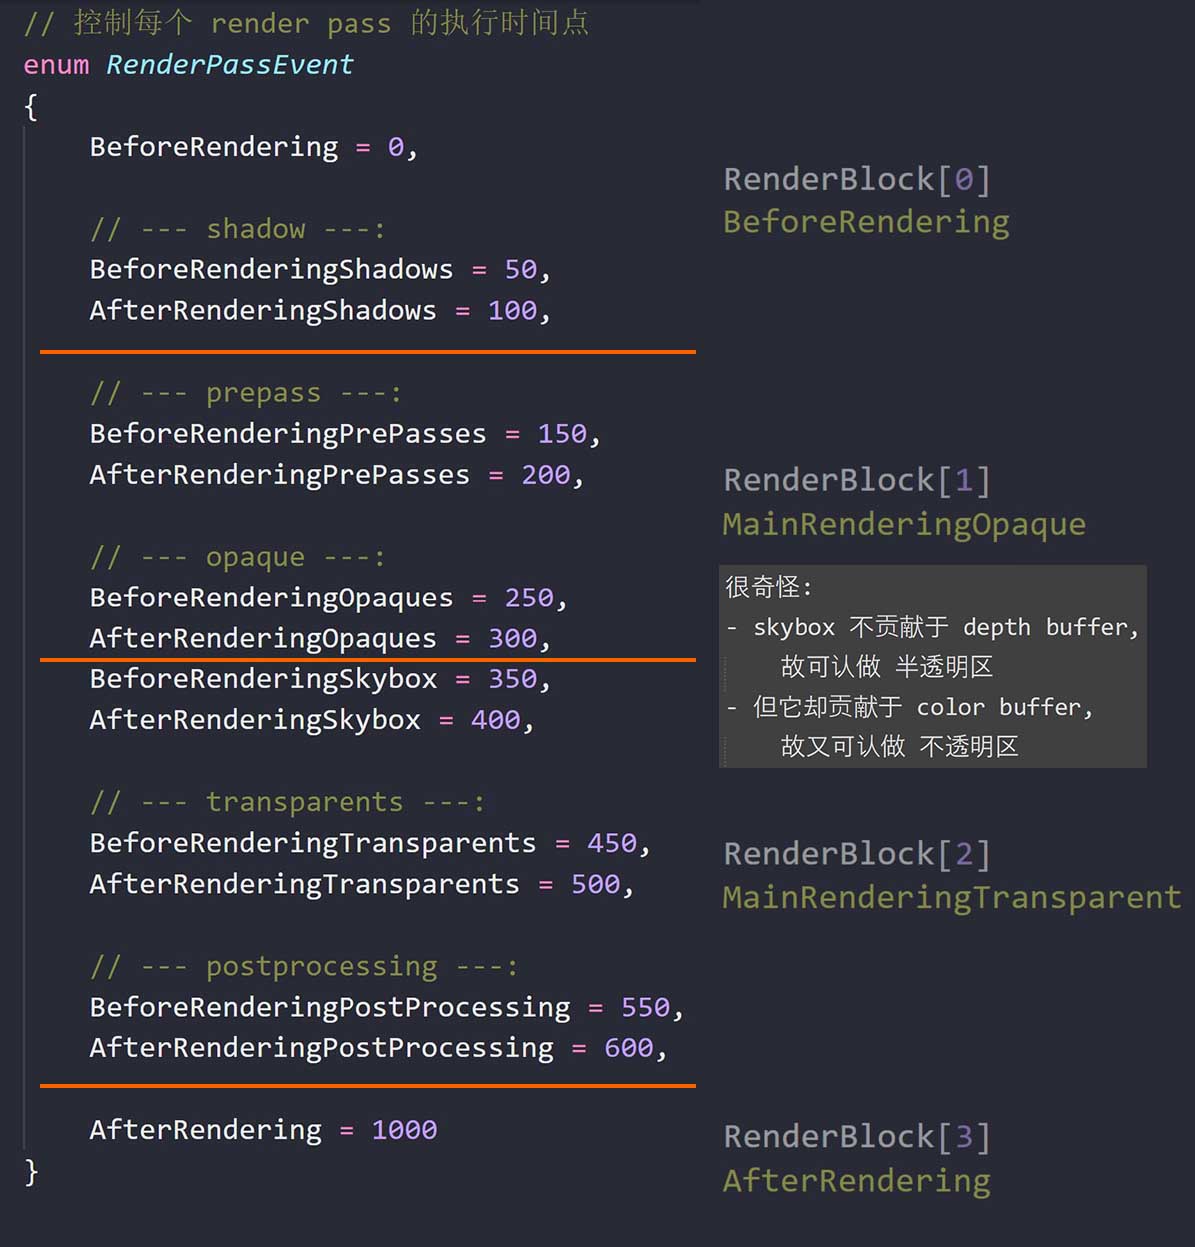 // 控制每个 render pass 的执行时间点
enum RenderPassEvent
{
BeforeRendering = 0,
// --- shadow ---:
BeforeRenderingShadows = 50,
AfterRenderingShadows = 100,
// --- prepass ---:
BeforeRenderingPrePasses = 150,
AfterRenderingPrePasses = 200,
// --- opaque ---:
BeforeRenderingOpaques = 250,
AfterRenderingOpaques = 300,
BeforeRenderingSkybox = 350,
AfterRenderingSkybox = 400,
// --- transparents ---:
BeforeRenderingTransparents = 450,
AfterRenderingTransparents = 500,
// --- postprocessing ---:
BeforeRenderingPostProcessing = 550,
AfterRenderingPostProcessing = 600,
AfterRendering = 1000
}
RenderBlock[0]
BeforeRendering
RenderBlock[1]
MainRenderingOpaque
很奇怪:
- skybox 不贡献于 depth buffer,
故可认做 半透明区
- 但它却贡献于 color buffer,
故又可认做 不透明区
RenderBlock[2]
MainRenderingTransparent
RenderBlock[3]
AfterRendering